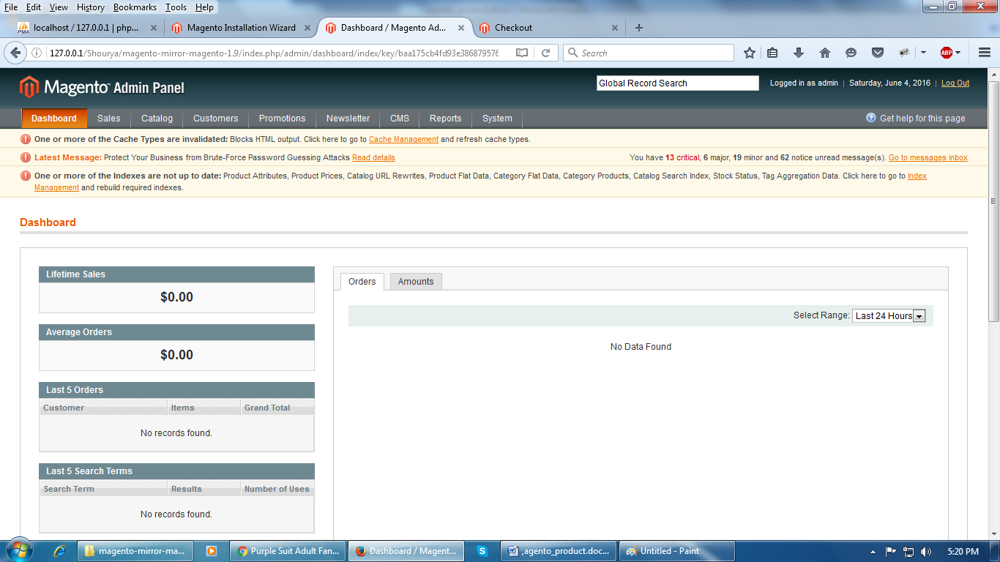 File Edit View History Bookmarks Tools Help
localhost / 127.0.0.1 | php... Magento Installation Wizard Dashboard / Magento Ad... Checkout
127.0.0.1/Shourya/magento-mirror-magento-1.9/index.php/admin/dashboard/index/key/ Search
ABP
Magento Admin Panel
Global Record Search
Logged in as admin | Saturday, June 4, 2016 | Log Out
Dashboard Sales Catalog Customers Promotions Newsletter CMS Reports System Get help for this page
One or more of the Cache Types are invalidated: Blocks HTML output. Click here to go to Cache Management and refresh cache types.
Latest Message: Protect Your Business from Brute-Force Password Guessing Attacks Read details You have 13 critical, 6 major, 19 minor and 62 notice unread message(s). Go to messages inbox
One or more of the Indexes are not up to date: Product Attributes, Product Prices, Catalog URL Rewrites, Product Flat Data, Category Flat Data, Category Products, Catalog Search Index, Stock Status, Tag Aggregation Data. Click here to go to Index
Management and rebuild required indexes.
Dashboard
Lifetime Sales
$0.00
Average Orders
$0.00
Last 5 Orders
Customer Items Grand Total
No records found.
Last 5 Search Terms
Search Term Results Number of Uses
No records found.
Orders Amounts
Select Range: Last 24 Hours
No Data Found
magento-mirror-ma... Purple Suit Adult Fan... Dashboard / Magent... ,agento_product.doc... Untitled - Paint 5:20 PM